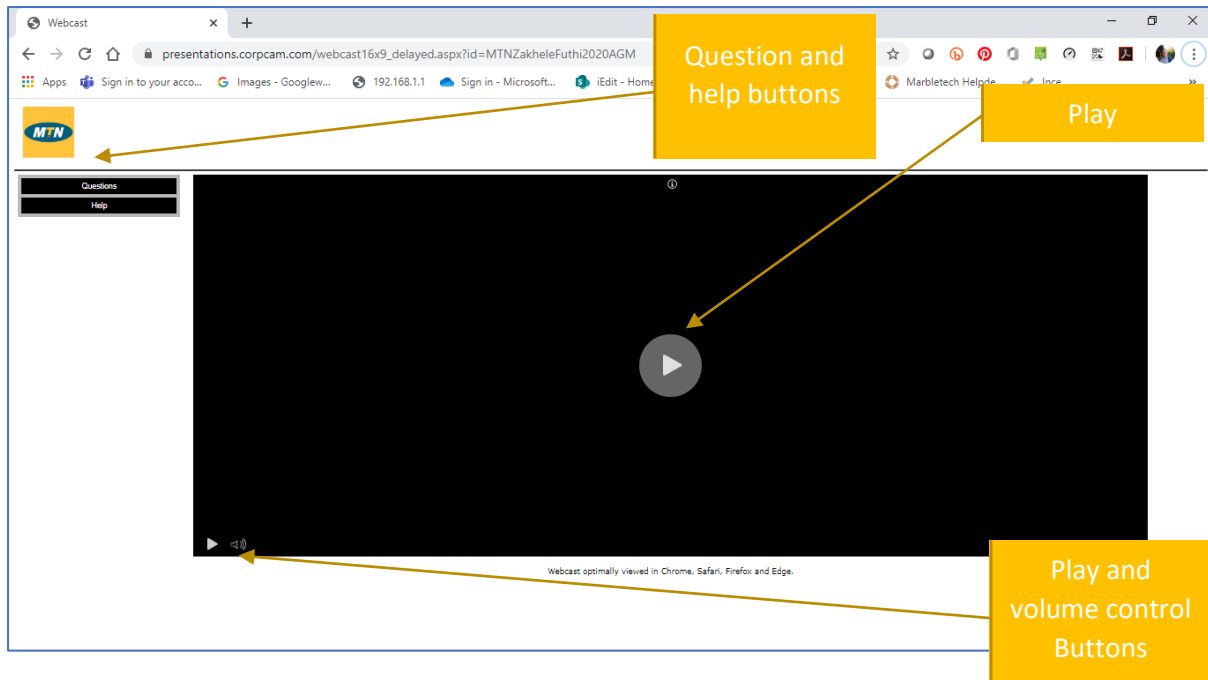 Webcast
presentations.corpcam.com/webcast16x9_delayed.aspx?id=MTNZakheleFuthi2020AGM
Apps
Sign in to your acco...
Images - Googlew...
192.168.1.1
Sign in - Microsoft...
iEdit - Home
Marbletech Helpde
Ince
»
Question and
help buttons
Play
MTN
Questions
Help
Webcast optimally viewed in Chrome, Safari, Firefox and Edge.
Play and
volume control
Buttons